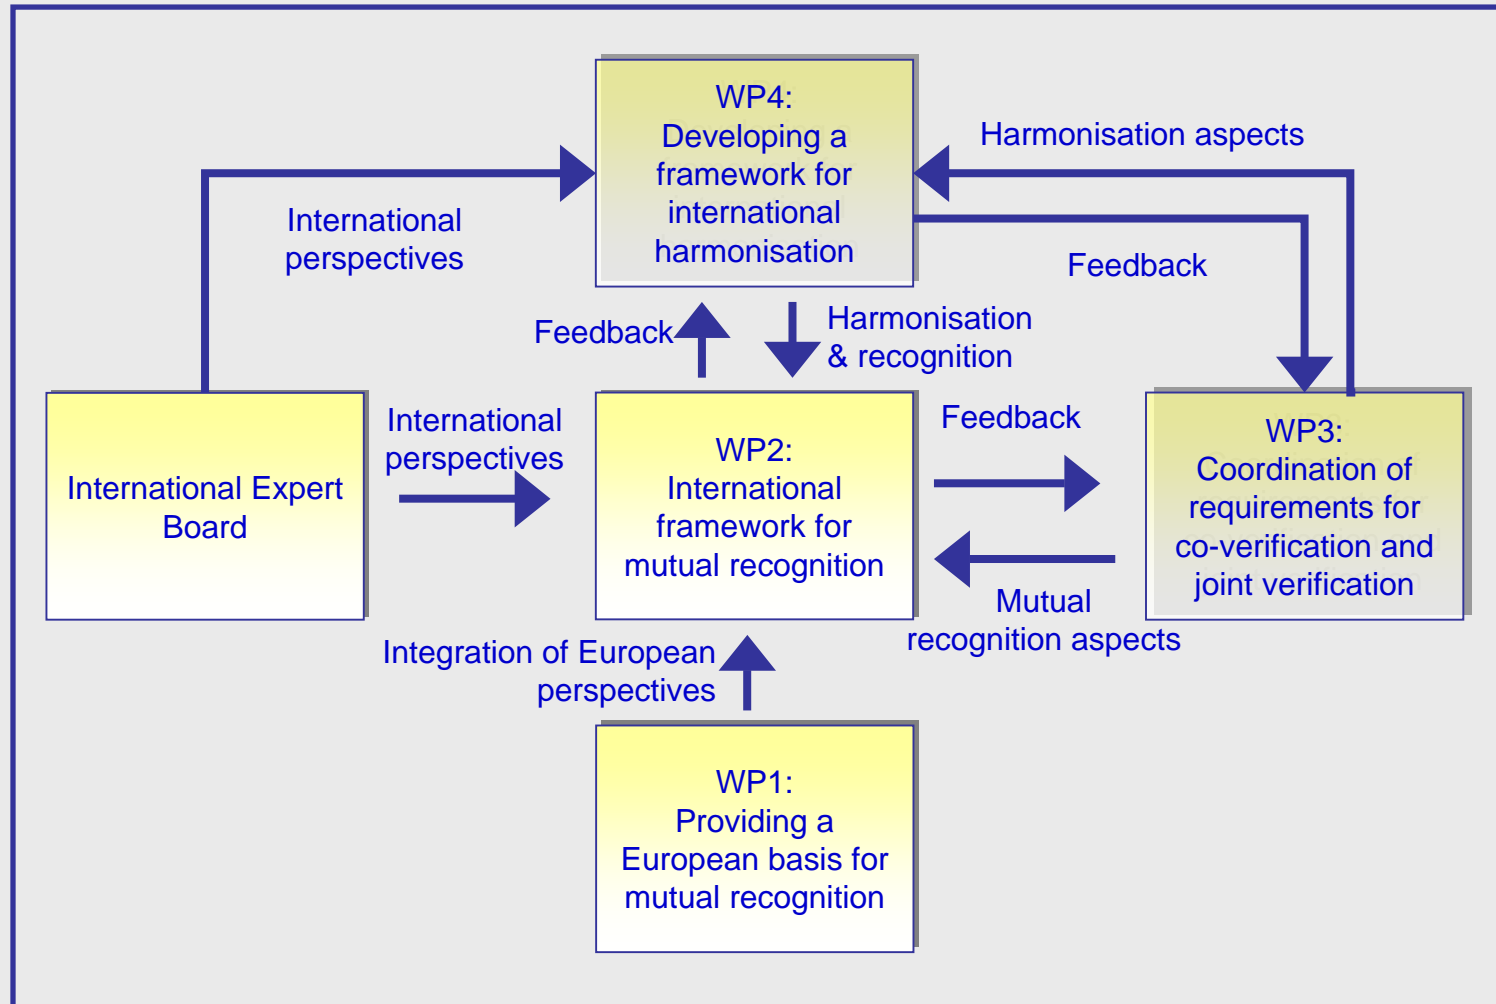 WP4:
Developing a
framework for
international
harmonisation
Harmonisation aspects
International
perspectives
Feedback
Feedback
Harmonisation
& recognition
International
perspectives
Feedback
International Expert
Board
WP2:
International
framework for
mutual recognition
WP3:
Coordination of
requirements for
co-verification and
joint verification
Mutual
recognition aspects
Integration of European
perspectives
WP1:
Providing a
European basis for
mutual recognition